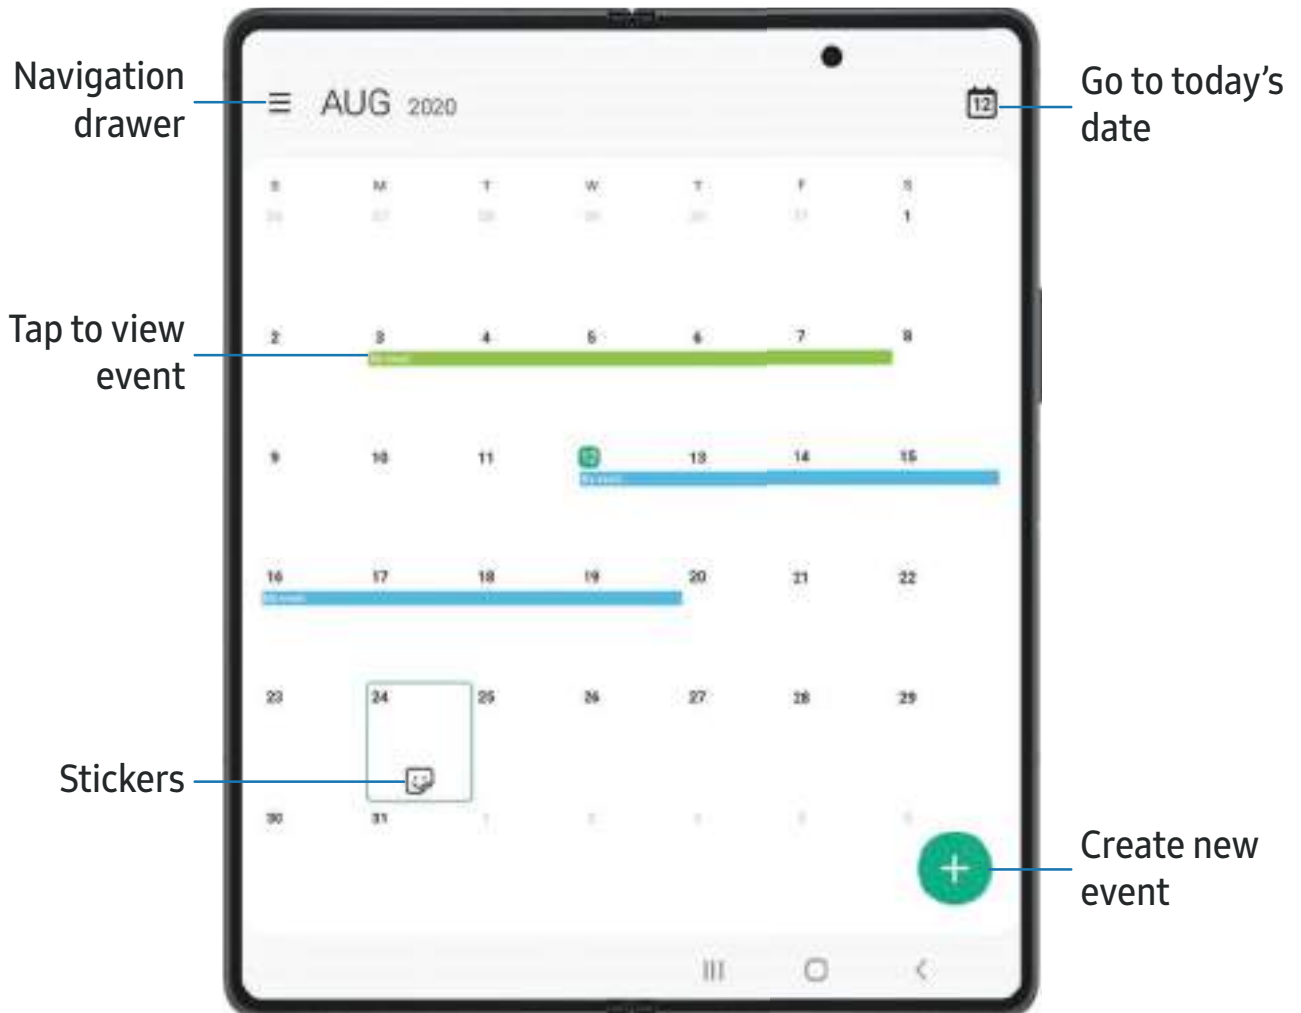 Navigation
drawer
AUG 2020
12
Go to today's
date
S M T W T F S
1
Tap to view
event
2 3 4 5 6 7 8
9 10 11 12 13 14 15
16 17 18 19 20 21 22
23 24 25 26 27 28 29
Stickers
30 31
Create new
event